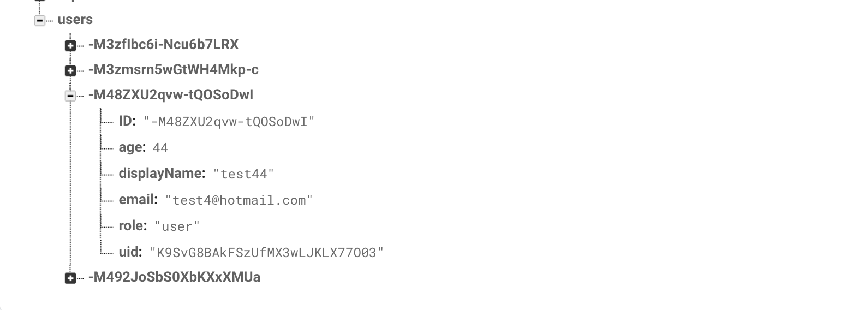 users
-M3zflbc6i-Ncu6b7LRX
-M3zmsrn5wGtWH4Mkp-c
-M48ZXU2qvw-tQOSoDwI
ID: "-M48ZXU2qvw-tQOSoDwI"
age: 44
displayName: "test44"
email: "test4@hotmail.com"
role: "user"
uid: "K9SvG8BAkFSzUfMX3wLJKLX77O03"
-M492JoSbS0XbKXxXMUa